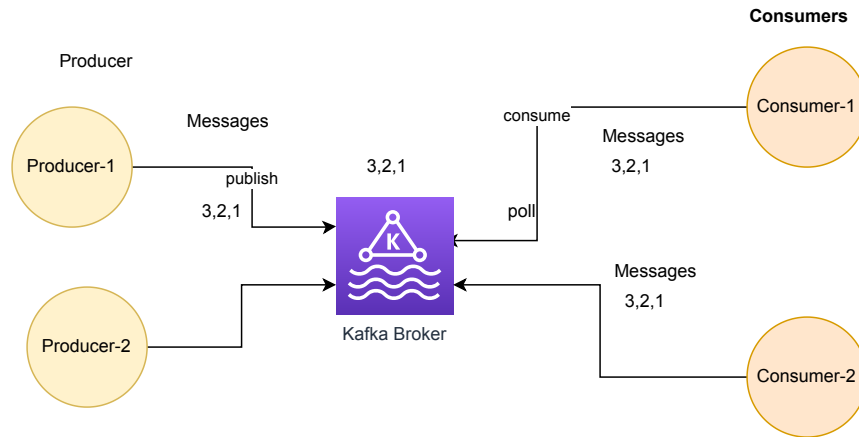 Consumers
Producer
Producer-1
Messages
publish
3,2,1
3,2,1
K
consume
poll
Messages
3,2,1
Consumer-1
Producer-2
Kafka Broker
Messages
3,2,1
Consumer-2